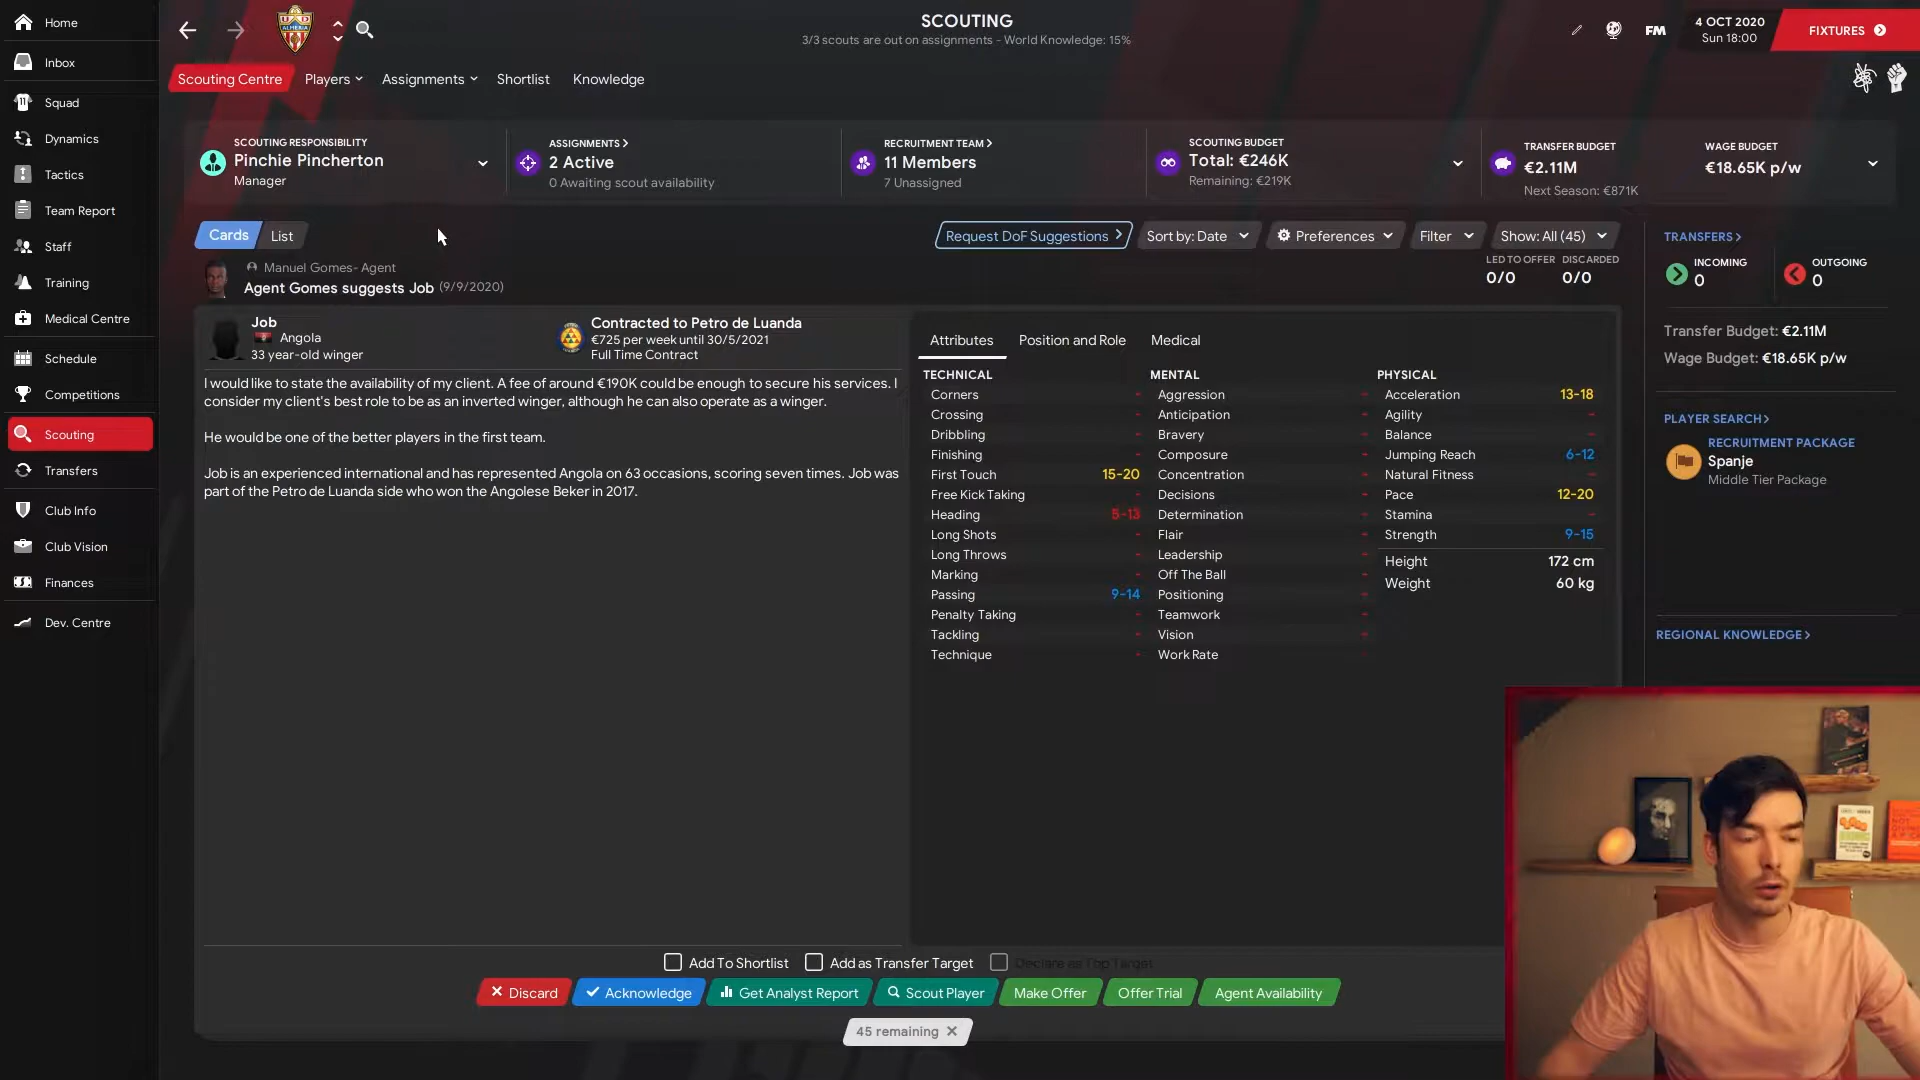 Home
Inbox
Squad
Dynamics
Tactics
Team Report
Staff
Training
Medical Centre
Schedule
Competitions
Scouting
Transfers
Club Info
Club Vision
Finances
Dev. Centre
SCOUTING
3/3 scouts are out on assignments - World Knowledge: 15%
FM
4 OCT 2020
Sun 18:00
FIXTURES
Scouting Centre
Players
Assignments
Shortlist
Knowledge
SCOUTING RESPONSIBILITY
Pinchie Pincherton
Manager
ASSIGNMENTS >
2 Active
0 Awaiting scout availability
RECRUITMENT TEAM >
11 Members
7 Unassigned
SCOUTING BUDGET
Total: €246K
Remaining: €219K
TRANSFER BUDGET
€2.11M
Next Season: €871K
WAGE BUDGET
€18.65K p/w
Cards
List
Request DoF Suggestions >
Sort by: Date
Preferences
Filter
Show: All (45)
Manuel Gomes- Agent
Agent Gomes suggests Job (9/9/2020)
LED TO OFFER
0/0
DISCARDED
0/0
Job
Angola
33 year-old winger
Contracted to Petro de Luanda
€725 per week until 30/5/2021
Full Time Contract
I would like to state the availability of my client. A fee of around €190K could be enough to secure his services. I
consider my client's best role to be as an inverted winger, although he can also operate as a winger.
He would be one of the better players in the first team.
Job is an experienced international and has represented Angola on 63 occasions, scoring seven times. Job was
part of the Petro de Luanda side who won the Angolese Beker in 2017.
Attributes
Position and Role
Medical
TECHNICAL
Corners -
Crossing -
Dribbling -
Finishing -
First Touch 15-20
Free Kick Taking -
Heading 5-13
Long Shots -
Long Throws -
Marking -
Passing 9-14
Penalty Taking -
Tackling -
Technique -
MENTAL
Aggression -
Anticipation -
Bravery -
Composure -
Concentration -
Decisions -
Determination -
Flair -
Leadership -
Off The Ball -
Positioning -
Teamwork -
Vision -
Work Rate
PHYSICAL
Acceleration 13-18
Agility -
Balance -
Jumping Reach 6-12
Natural Fitness -
Pace 12-20
Stamina -
Strength 9-15
Height 172 cm
Weight 60 kg
Add To Shortlist
Add as Transfer Target
Declare as Top Target
Discard
Acknowledge
Get Analyst Report
Scout Player
Make Offer
Offer Trial
Agent Availability
45 remaining
TRANSFERS >
INCOMING
0
OUTGOING
0
Transfer Budget: €2.11M
Wage Budget: €18.65K p/w
PLAYER SEARCH >
RECRUITMENT PACKAGE
Spanje
Middle Tier Package
REGIONAL KNOWLEDGE >